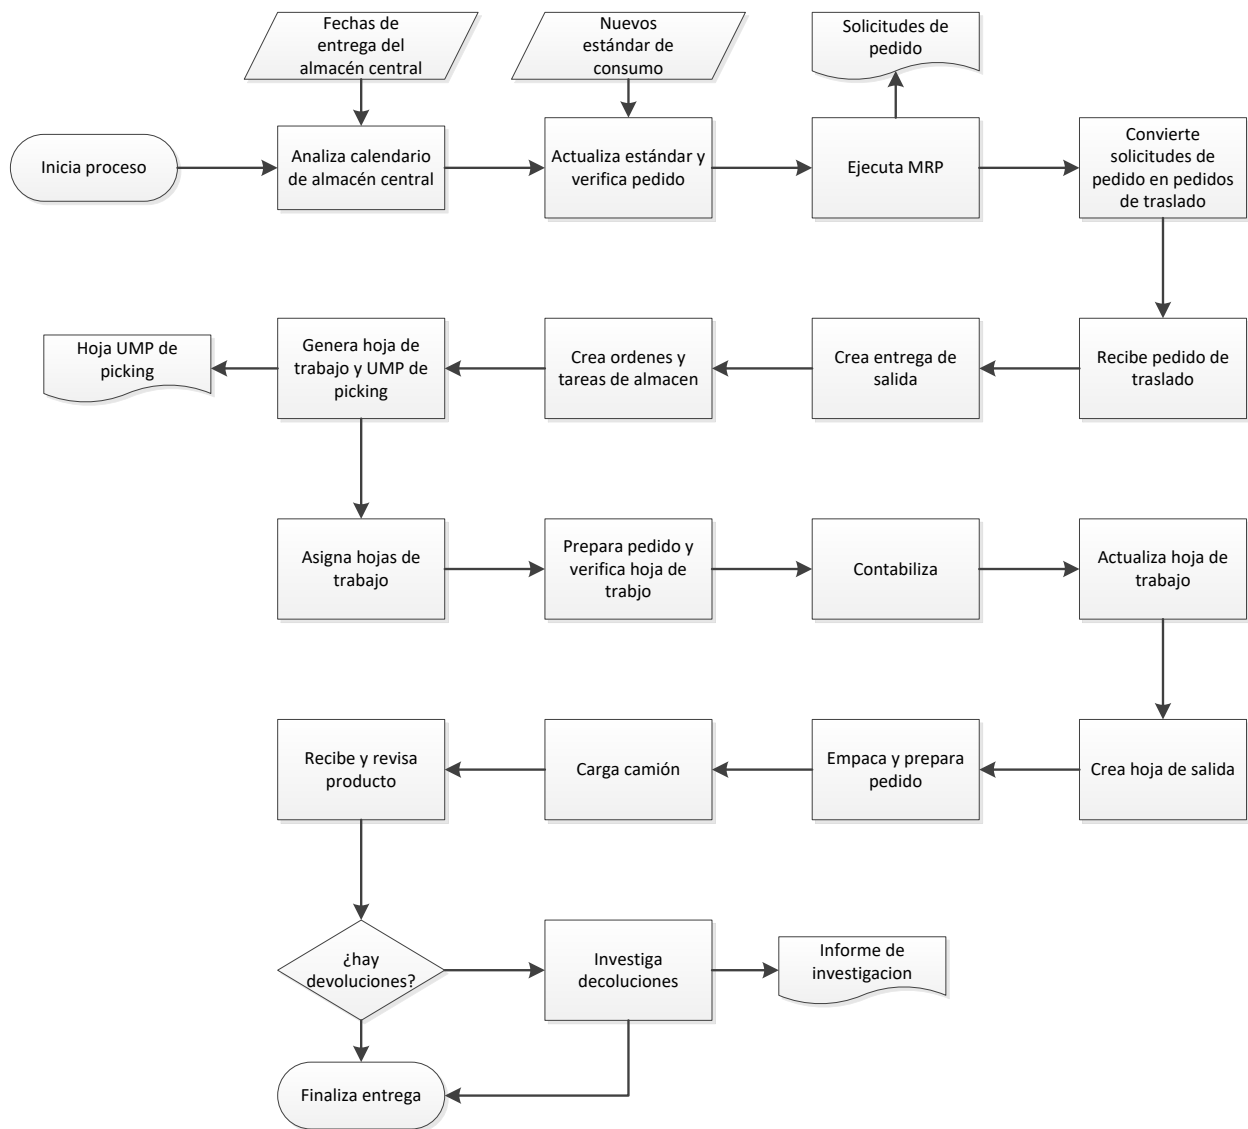 Fechas de
entrega del
almacén central
Nuevos
estándar de
consumo
Solicitudes de
pedido
Inicia proceso
Analiza calendario
de almacén central
Actualiza estándar y
verifica pedido
Ejecuta MRP
Convierte
solicitudes de
pedido en pedidos
de traslado
Hoja UMP de
picking
Genera hoja de
trabajo y UMP de
picking
Crea ordenes y
tareas de almacen
Crea entrega de
salida
Recibe pedido de
traslado
Asigna hojas de
trabajo
Prepara pedido y
verifica hoja de
trabjo
Contabiliza
Actualiza hoja de
trabajo
Recibe y revisa
producto
Carga camión
Empaca y prepara
pedido
Crea hoja de salida
¿hay
devoluciones?
Investiga
decoluciones
Informe de
investigacion
Finaliza entrega